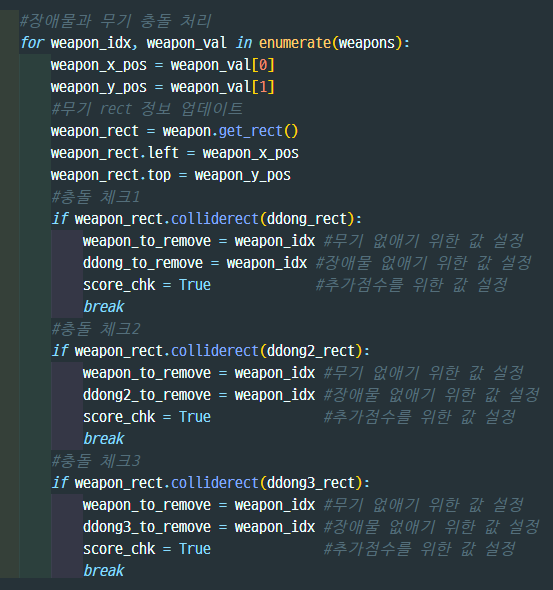 #장애물과 무기 충돌 처리
for weapon_idx, weapon_val in enumerate(weapons):
    weapon_x_pos = weapon_val[0]
    weapon_y_pos = weapon_val[1]
    #무기 rect 정보 업데이트
    weapon_rect = weapon.get_rect()
    weapon_rect.left = weapon_x_pos
    weapon_rect.top = weapon_y_pos
    #충돌 체크1
    if weapon_rect.colliderect(ddong_rect):
        weapon_to_remove = weapon_idx #무기 없애기 위한 값 설정
        ddong_to_remove = weapon_idx #장애물 없애기 위한 값 설정
        score_chk = True             #추가점수를 위한 값 설정
        break
    #충돌 체크2
    if weapon_rect.colliderect(ddong2_rect):
        weapon_to_remove = weapon_idx #무기 없애기 위한 값 설정
        ddong2_to_remove = weapon_idx #장애물 없애기 위한 값 설정
        score_chk = True              #추가점수를 위한 값 설정
        break
    #충돌 체크3
    if weapon_rect.colliderect(ddong3_rect):
        weapon_to_remove = weapon_idx #무기 없애기 위한 값 설정
        ddong3_to_remove = weapon_idx #장애물 없애기 위한 값 설정
        score_chk = True              #추가점수를 위한 값 설정
        break